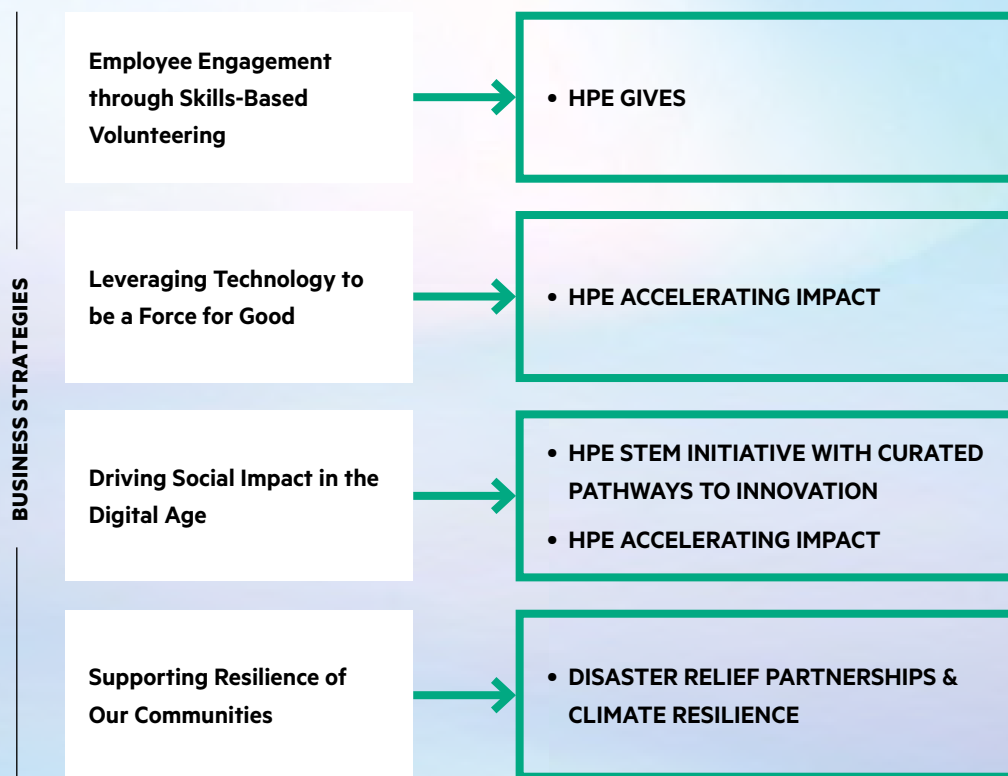 BUSINESS STRATEGIES
Employee Engagement
through Skills-Based
Volunteering
• HPE GIVES
Leveraging Technology to
be a Force for Good
• HPE ACCELERATING IMPACT
Driving Social Impact in the
Digital Age
• HPE STEM INITIATIVE WITH CURATED
PATHWAYS TO INNOVATION
• HPE ACCELERATING IMPACT
Supporting Resilience of
Our Communities
• DISASTER RELIEF PARTNERSHIPS &
CLIMATE RESILIENCE